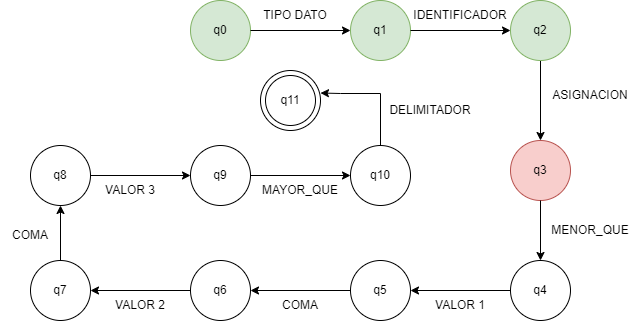 q0
TIPO DATO
q1
IDENTIFICADOR
q2
ASIGNACION
q3
MENOR_QUE
q4
VALOR 1
q5
COMA
q6
VALOR 2
q7
COMA
q8
VALOR 3
q9
MAYOR_QUE
q10
DELIMITADOR
q11